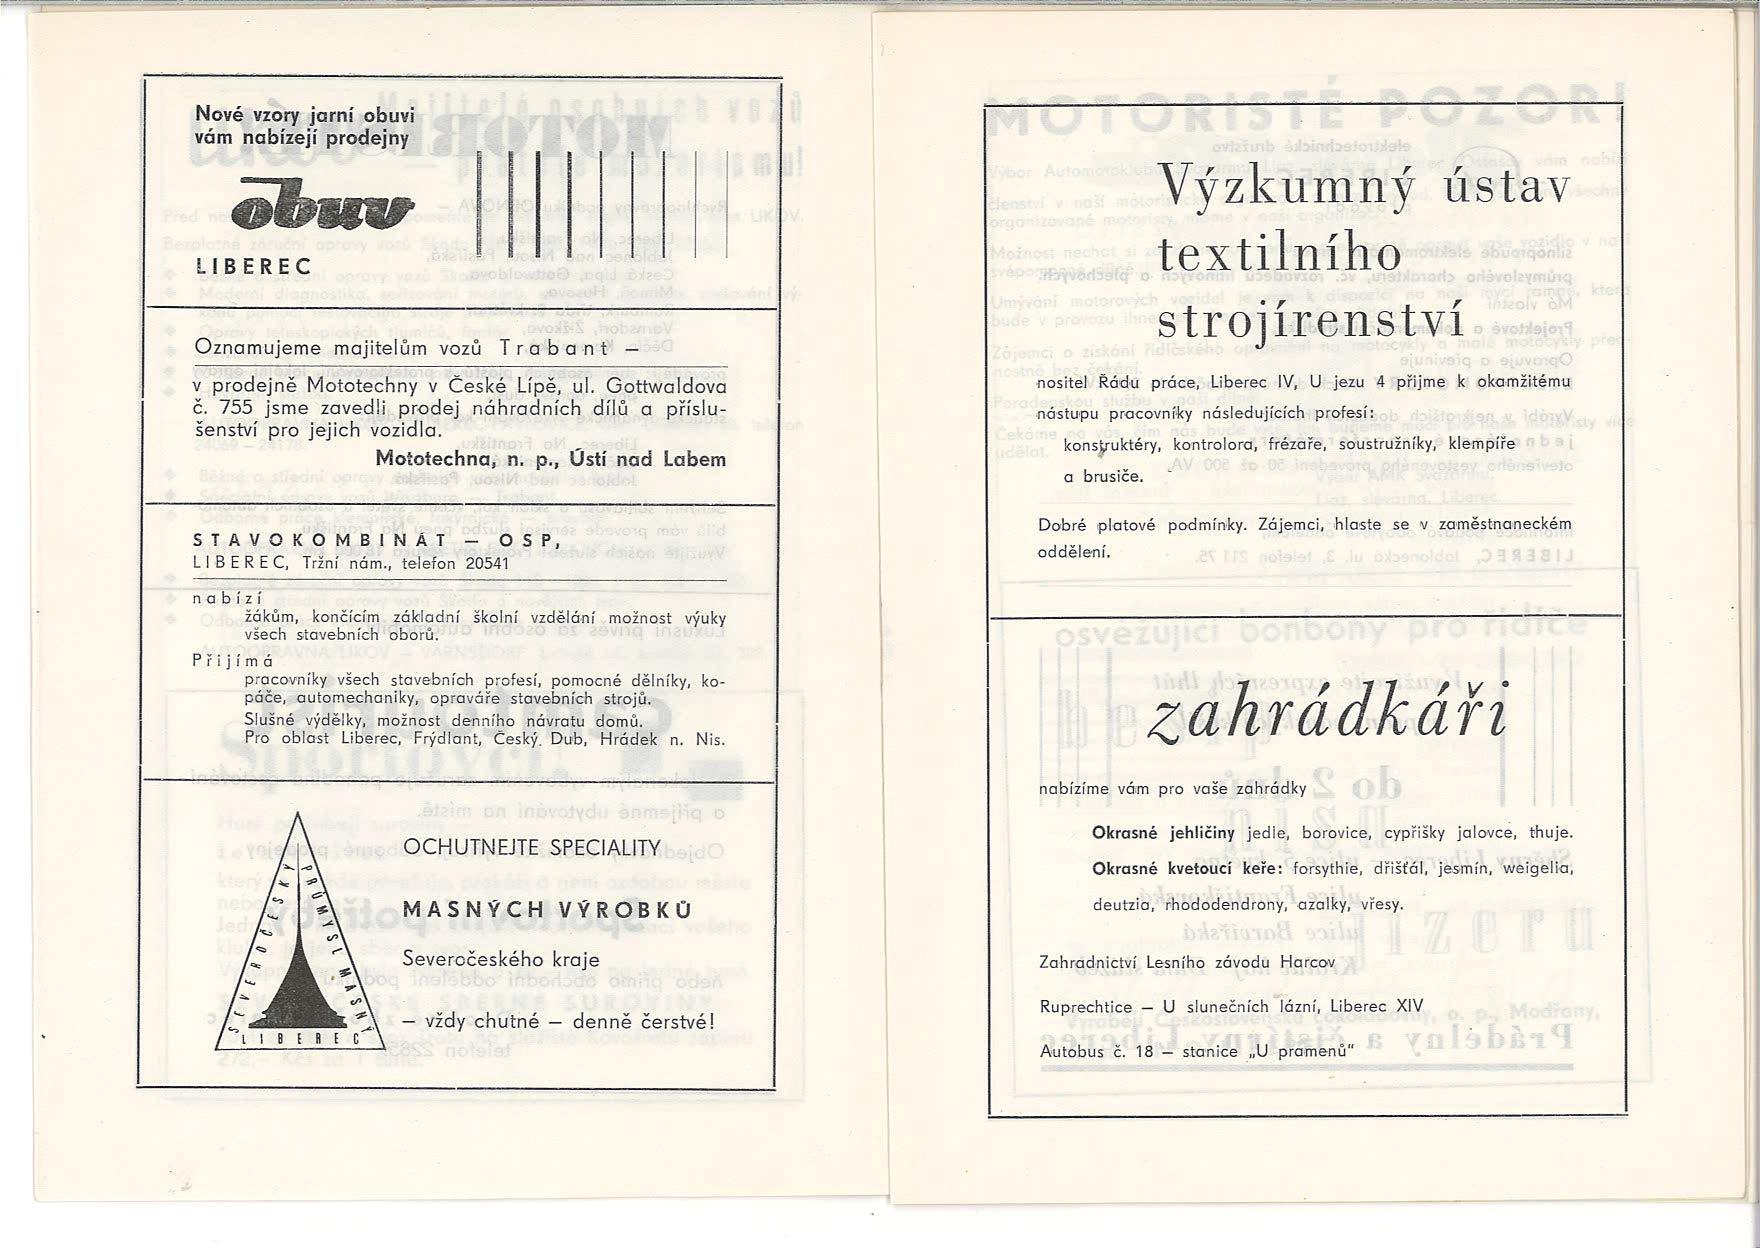 Nové vzory jarní obuvi
vám nabízejí prodejny
obuv
LIBEREC
Oznamujeme majitelům vozů Trabant –
v prodejně Mototechny v České Lípě, ul. Gottwaldova
č. 755 jsme zavedli prodej náhradních dílů a příslu-
šenství pro jejich vozidla.
Mototechna, n. p., Ústí nad Labem
STAVOKOMBINÁT – OSP,
LIBEREC, Tržní nám., telefon 20541
nabízí
žákům, končícím základní školní vzdělání možnost výuky
všech stavebních oborů.
Přijímá
pracovníky všech stavebních profesí, pomocné dělníky, ko-
páče, automechaniky, opraváře stavebních strojů.
Slušné výdělky, možnost denního návratu domů.
Pro oblast Liberec, Frýdlant, Český Dub, Hrádek n. Nis.
SEVEROČESKÝ PRŮMYSL MASNÝ
LIBEREC
OCHUTNEJTE SPECIALITY
MASNÝCH VÝROBKŮ
Severočeského kraje
– vždy chutné – denně čerstvé!
Výzkumný ústav
textilního
strojírenství
nositel Řádu práce, Liberec IV, U jezu 4 přijme k okamžitému
nástupu pracovníky následujících profesí:
konstruktéry, kontrolora, frézaře, soustružníky, klempíře
a brusiče.
Dobré platové podmínky. Zájemci, hlaste se v zaměstnaneckém
oddělení.
zahrádkáři
nabízíme vám pro vaše zahrádky
Okrasné jehličiny jedle, borovice, cypřišky jalovce, thuje.
Okrasné kvetoucí keře: forsythie, dřišťál, jesmín, weigelia,
deutzia, rhododendrony, azalky, vřesy.
Zahradnictví Lesního závodu Harcov
Ruprechtice – U slunečních lázní, Liberec XIV
Autobus č. 18 – stanice „U pramenů“